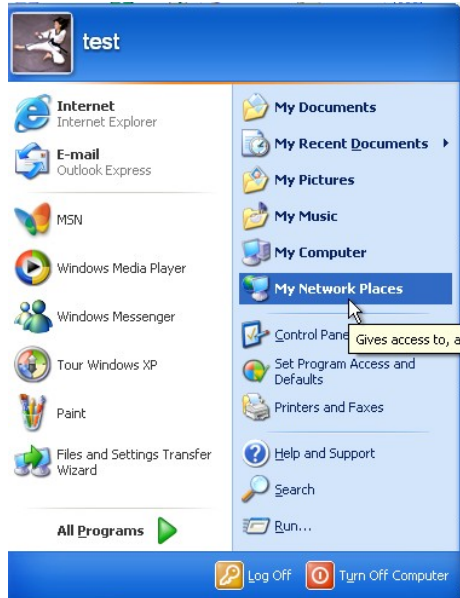 test
Internet
Internet Explorer
E-mail
Outlook Express
MSN
Windows Media Player
Windows Messenger
Tour Windows XP
Paint
Files and Settings Transfer
Wizard
All Programs
My Documents
My Recent Documents
My Pictures
My Music
My Computer
My Network Places
Control Pane
Gives access to, a
Set Program Access and
Defaults
Printers and Faxes
Help and Support
Search
Run...
Log Off
Turn Off Computer